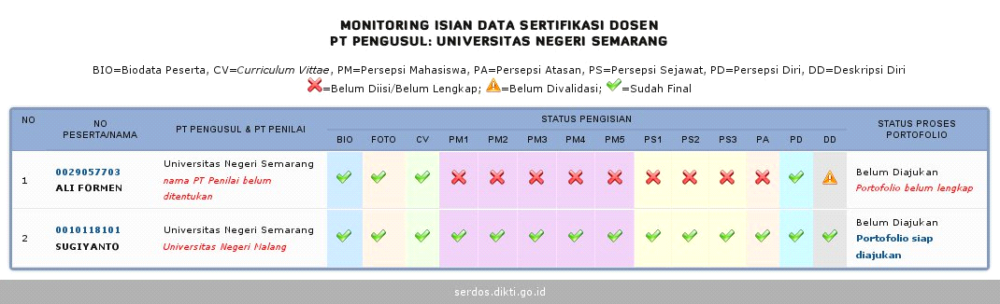 MONITORING ISIAN DATA SERTIFIKASI DOSEN
PT PENGUSUL: UNIVERSITAS NEGERI SEMARANG
BIO=Biodata Peserta, CV=Curriculum Vittae, PM=Persepsi Mahasiswa, PA=Persepsi Atasan, PS=Persepsi Sejawat, PD=Persepsi Diri, DD=Deskripsi Diri
=Belum Diisi/Belum Lengkap; =Belum Divalidasi; =Sudah Final
NO
NO PESERTA/NAMA
PT PENGUSUL & PT PENILAI
STATUS PENGISIAN
STATUS PROSES PORTOFOLIO
BIO FOTO CV PM1 PM2 PM3 PM4 PM5 PS1 PS2 PS3 PA PD DD
1
0029057703
ALI FORMEN
Universitas Negeri Semarang
nama PT Penilai belum
ditentukan
Belum Diajukan
Portofolio belum lengkap
2
0010118101
SUGIYANTO
Universitas Negeri Semarang
Universitas Negeri Malang
Belum Diajukan
Portofolio siap
diajukan
serdos.dikti.go.id